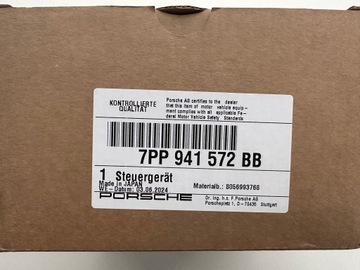 KONTROLLIERTE
QUALITÄT
Porsche AG certifies to the dealer
that this item of motor vehicle equip-
ment complies with all applicable Fe-
deral Motor Vehicle Safety Standards
7PP 941 572 BB
1 Steuergerät
Made in JAPAN
WE-Datum: 03.06.2024
Materialb.: 8056993768
PORSCHE
Dr. Ing. h.c. F. Porsche AG
Porscheplatz 1, D-70435 Stuttgart